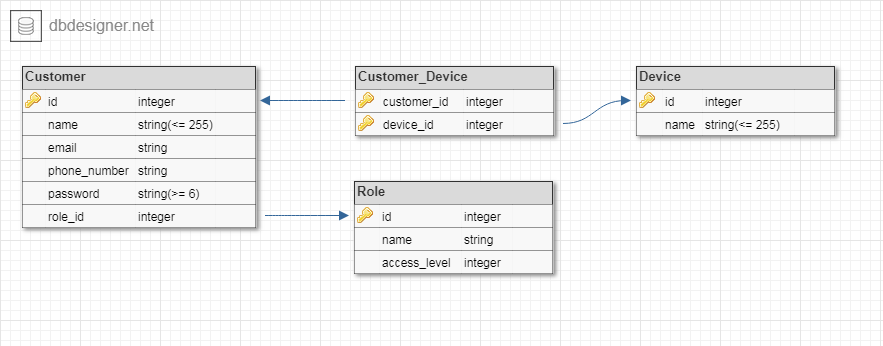 dbdesigner.net
Customer
id integer
name string(<= 255)
email string
phone_number string
password string(>= 6)
role_id integer
Customer_Device
customer_id integer
device_id integer
Device
id integer
name string(<= 255)
Role
id integer
name string
access_level integer